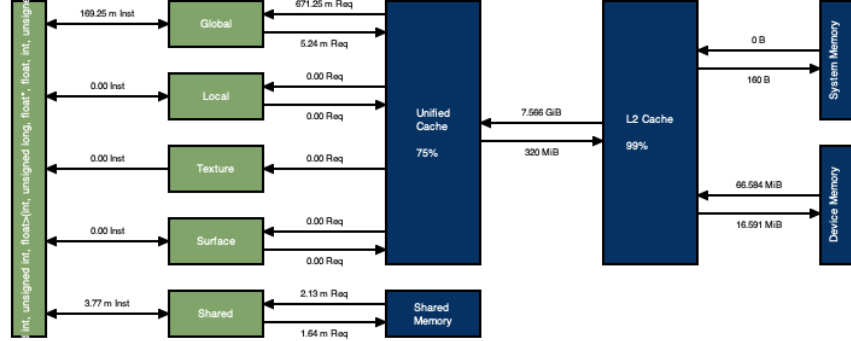 int, unsigned int, float>(int, unsigned long, float*, float, int, unsigne
169.25 m Inst
Global
671.25 m Req
5.24 m Req
0.00 Inst
Local
0.00 Req
0.00 Req
0.00 Inst
Texture
0.00 Req
0.00 Inst
Surface
0.00 Req
0.00 Req
3.77 m Inst
Shared
2.13 m Req
1.64 m Req
Unified
Cache
75%
Shared
Memory
7.566 GiB
320 MiB
L2 Cache
99%
0 B
160 B
System Memory
66.584 MiB
16.591 MiB
Device Memory